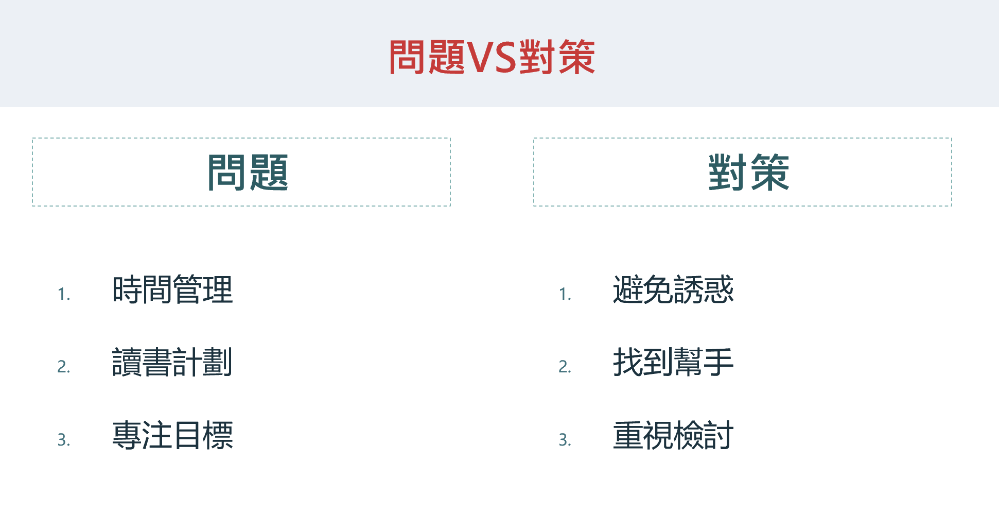 問題VS對策
問題
1. 時間管理
2. 讀書計劃
3. 專注目標
對策
1. 避免誘惑
2. 找到幫手
3. 重視檢討